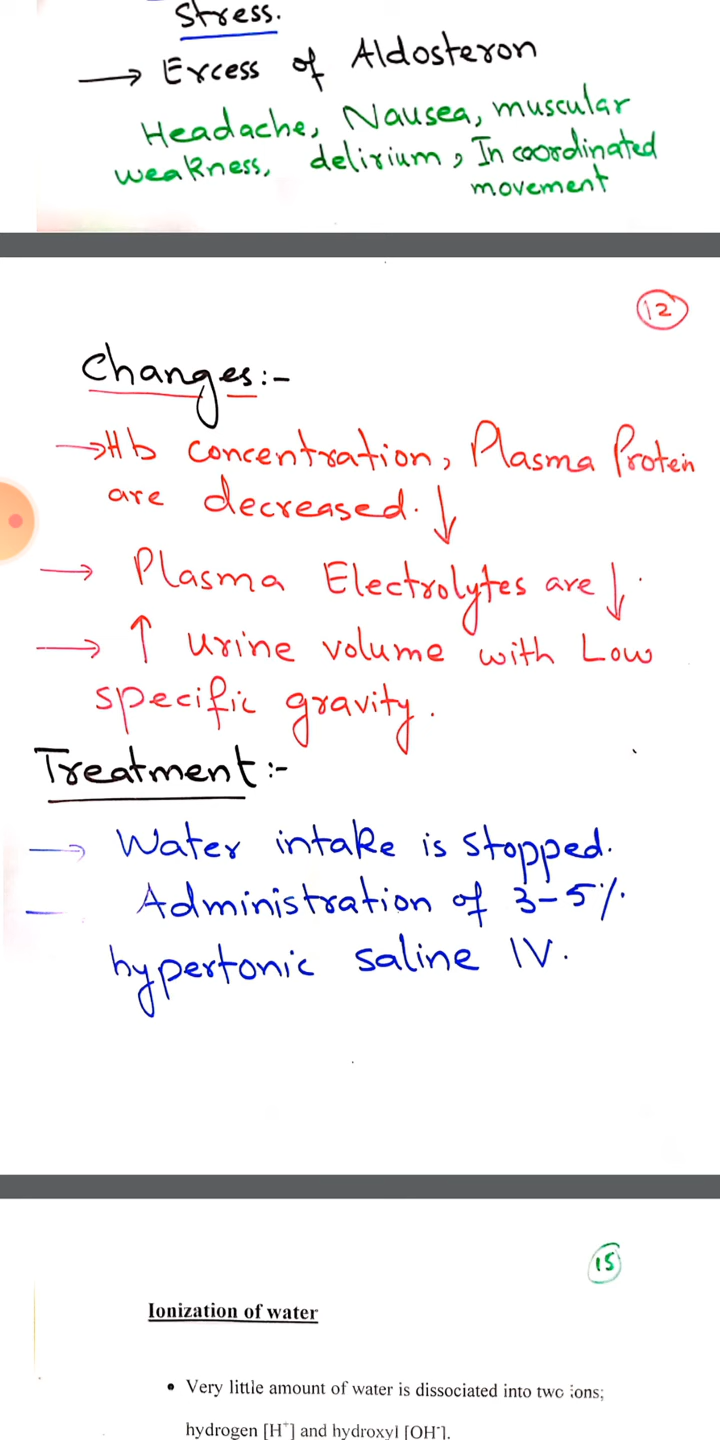 Stress.
→ Excess of Aldosteron
Headache, Nausea, muscular
weakness, delirium, In coordinated
movement
12
Changes:-
→ Hb concentration, Plasma Protein
are decreased. ↓
→ Plasma Electrolytes are ↓.
→ ↑ urine volume with Low
specific gravity.
Treatment:-
→ Water intake is stopped.
— Administration of 3-5%
hypertonic saline IV.
15
Ionization of water
• Very little amount of water is dissociated into two ions;
hydrogen [H⁺] and hydroxyl [OH⁻].